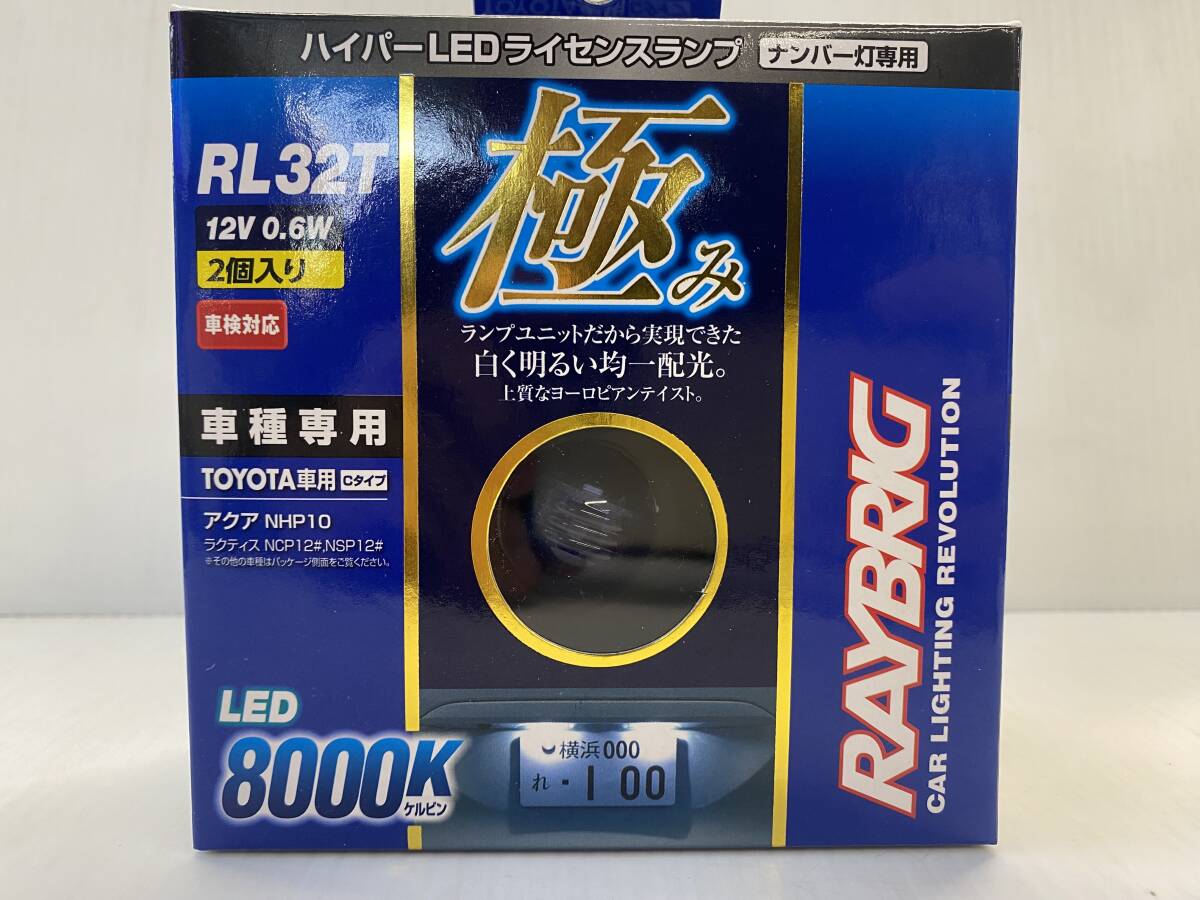 TOYOTA
ハイパーLEDライセンスランプ ナンバー灯専用
RL32T
12V 0.6W
2個入り
車検対応
車種専用
TOYOTA車用 Cタイプ
アクア NHP10
ラクティス NCP12#,NSP12#
※その他の車種はパッケージ側面をご覧ください。
LED
8000K
ケルビン
極み
ランプユニットだから実現できた
白く明るい均一配光。
上質なヨーロピアンテイスト。
横浜000
れ ・100
RAYBRIG
CAR LIGHTING REVOLUTION